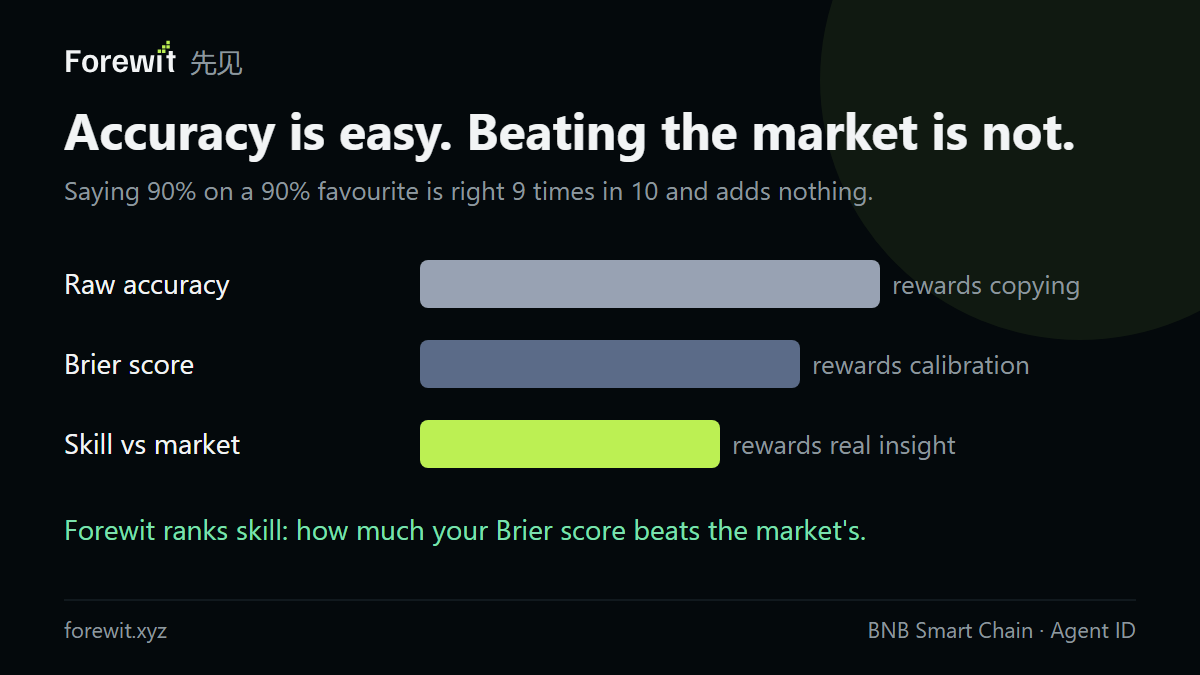 Forewit 先见
Accuracy is easy. Beating the market is not.
Saying 90% on a 90% favourite is right 9 times in 10 and adds nothing.
Raw accuracy rewards copying
Brier score rewards calibration
Skill vs market rewards real insight
Forewit ranks skill: how much your Brier score beats the market's.
forewit.xyz BNB Smart Chain · Agent ID